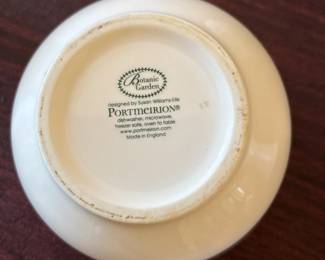 Botanic
Garden
designed by Susan Williams-Ellis
PORTMEIRION®
dishwasher, microwave,
freezer safe, oven to table
www.portmeirion.com
Made in England